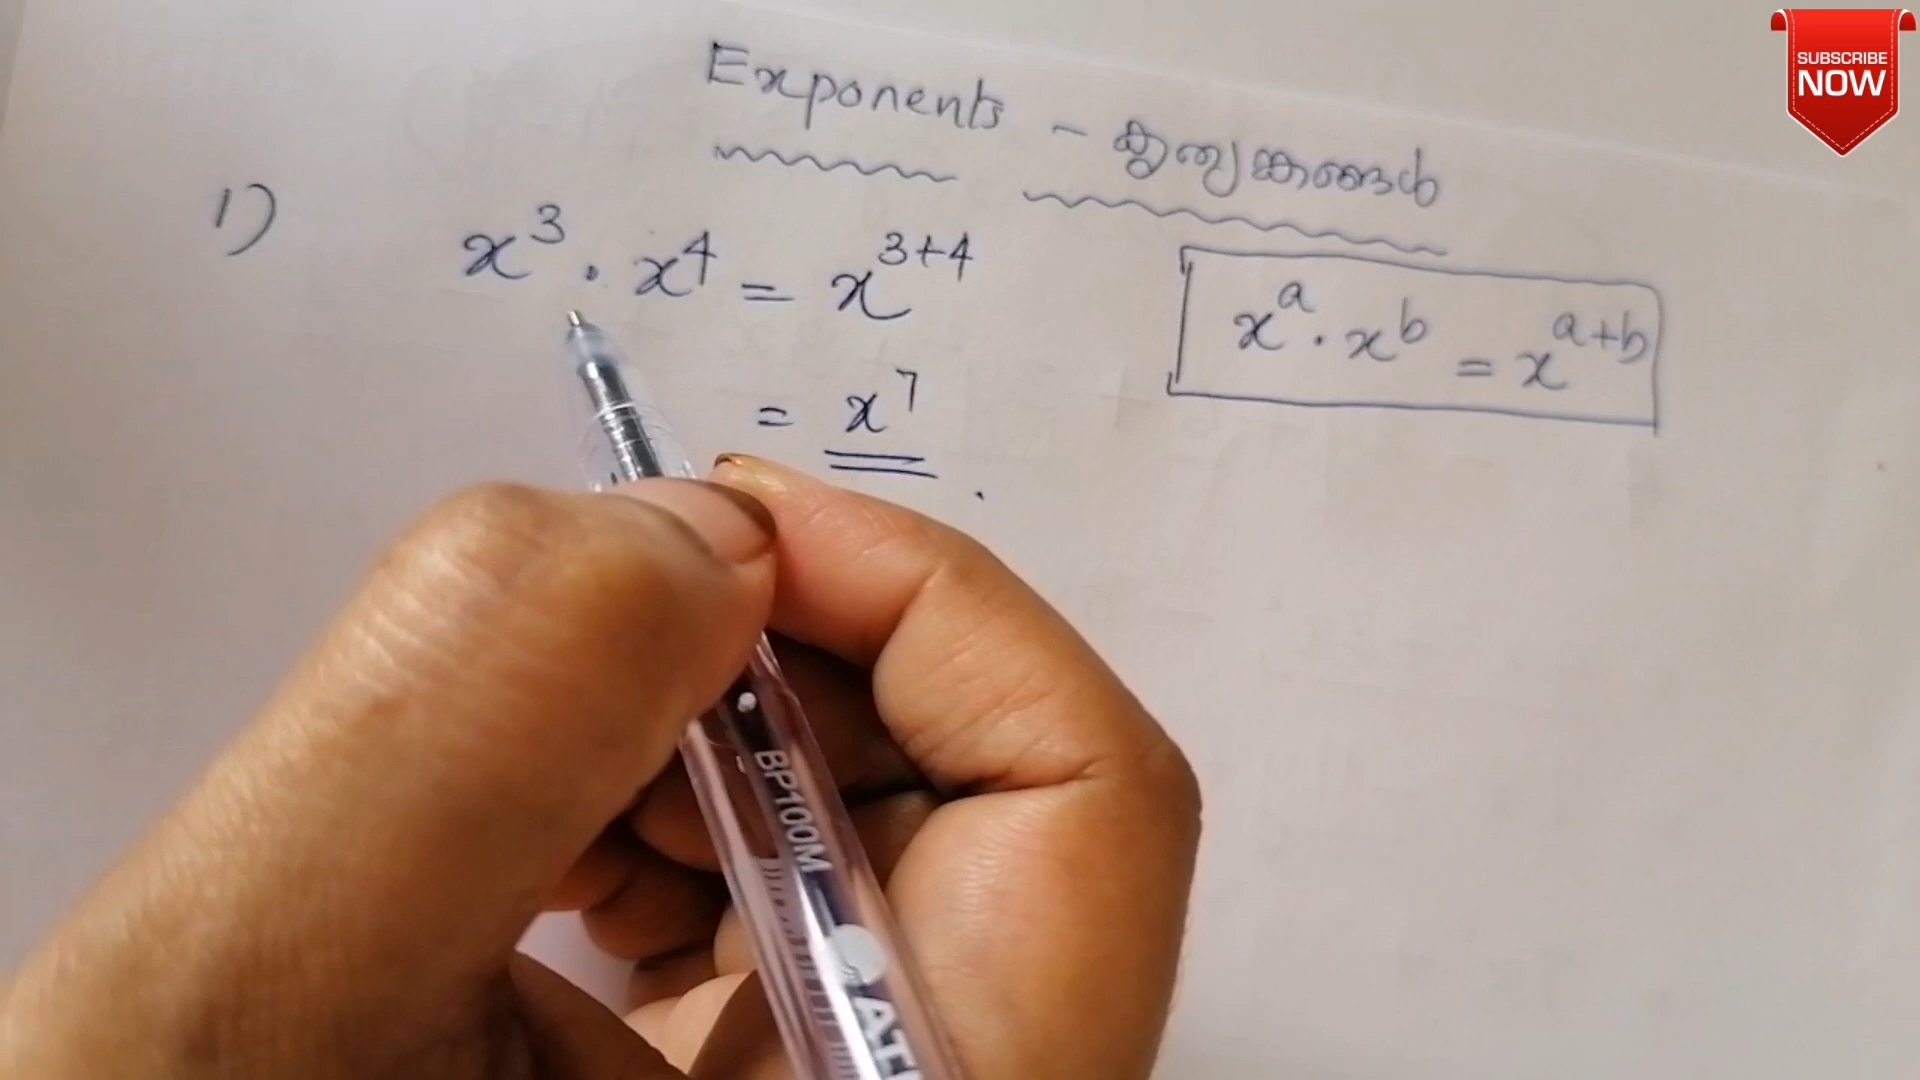 SUBSCRIBE
NOW
Exponents - കൃത്യങ്കങ്ങൾ
1) x³ · x⁴ = x³⁺⁴
= x⁷
xᵃ · xᵇ = xᵃ⁺ᵇ
BP100M